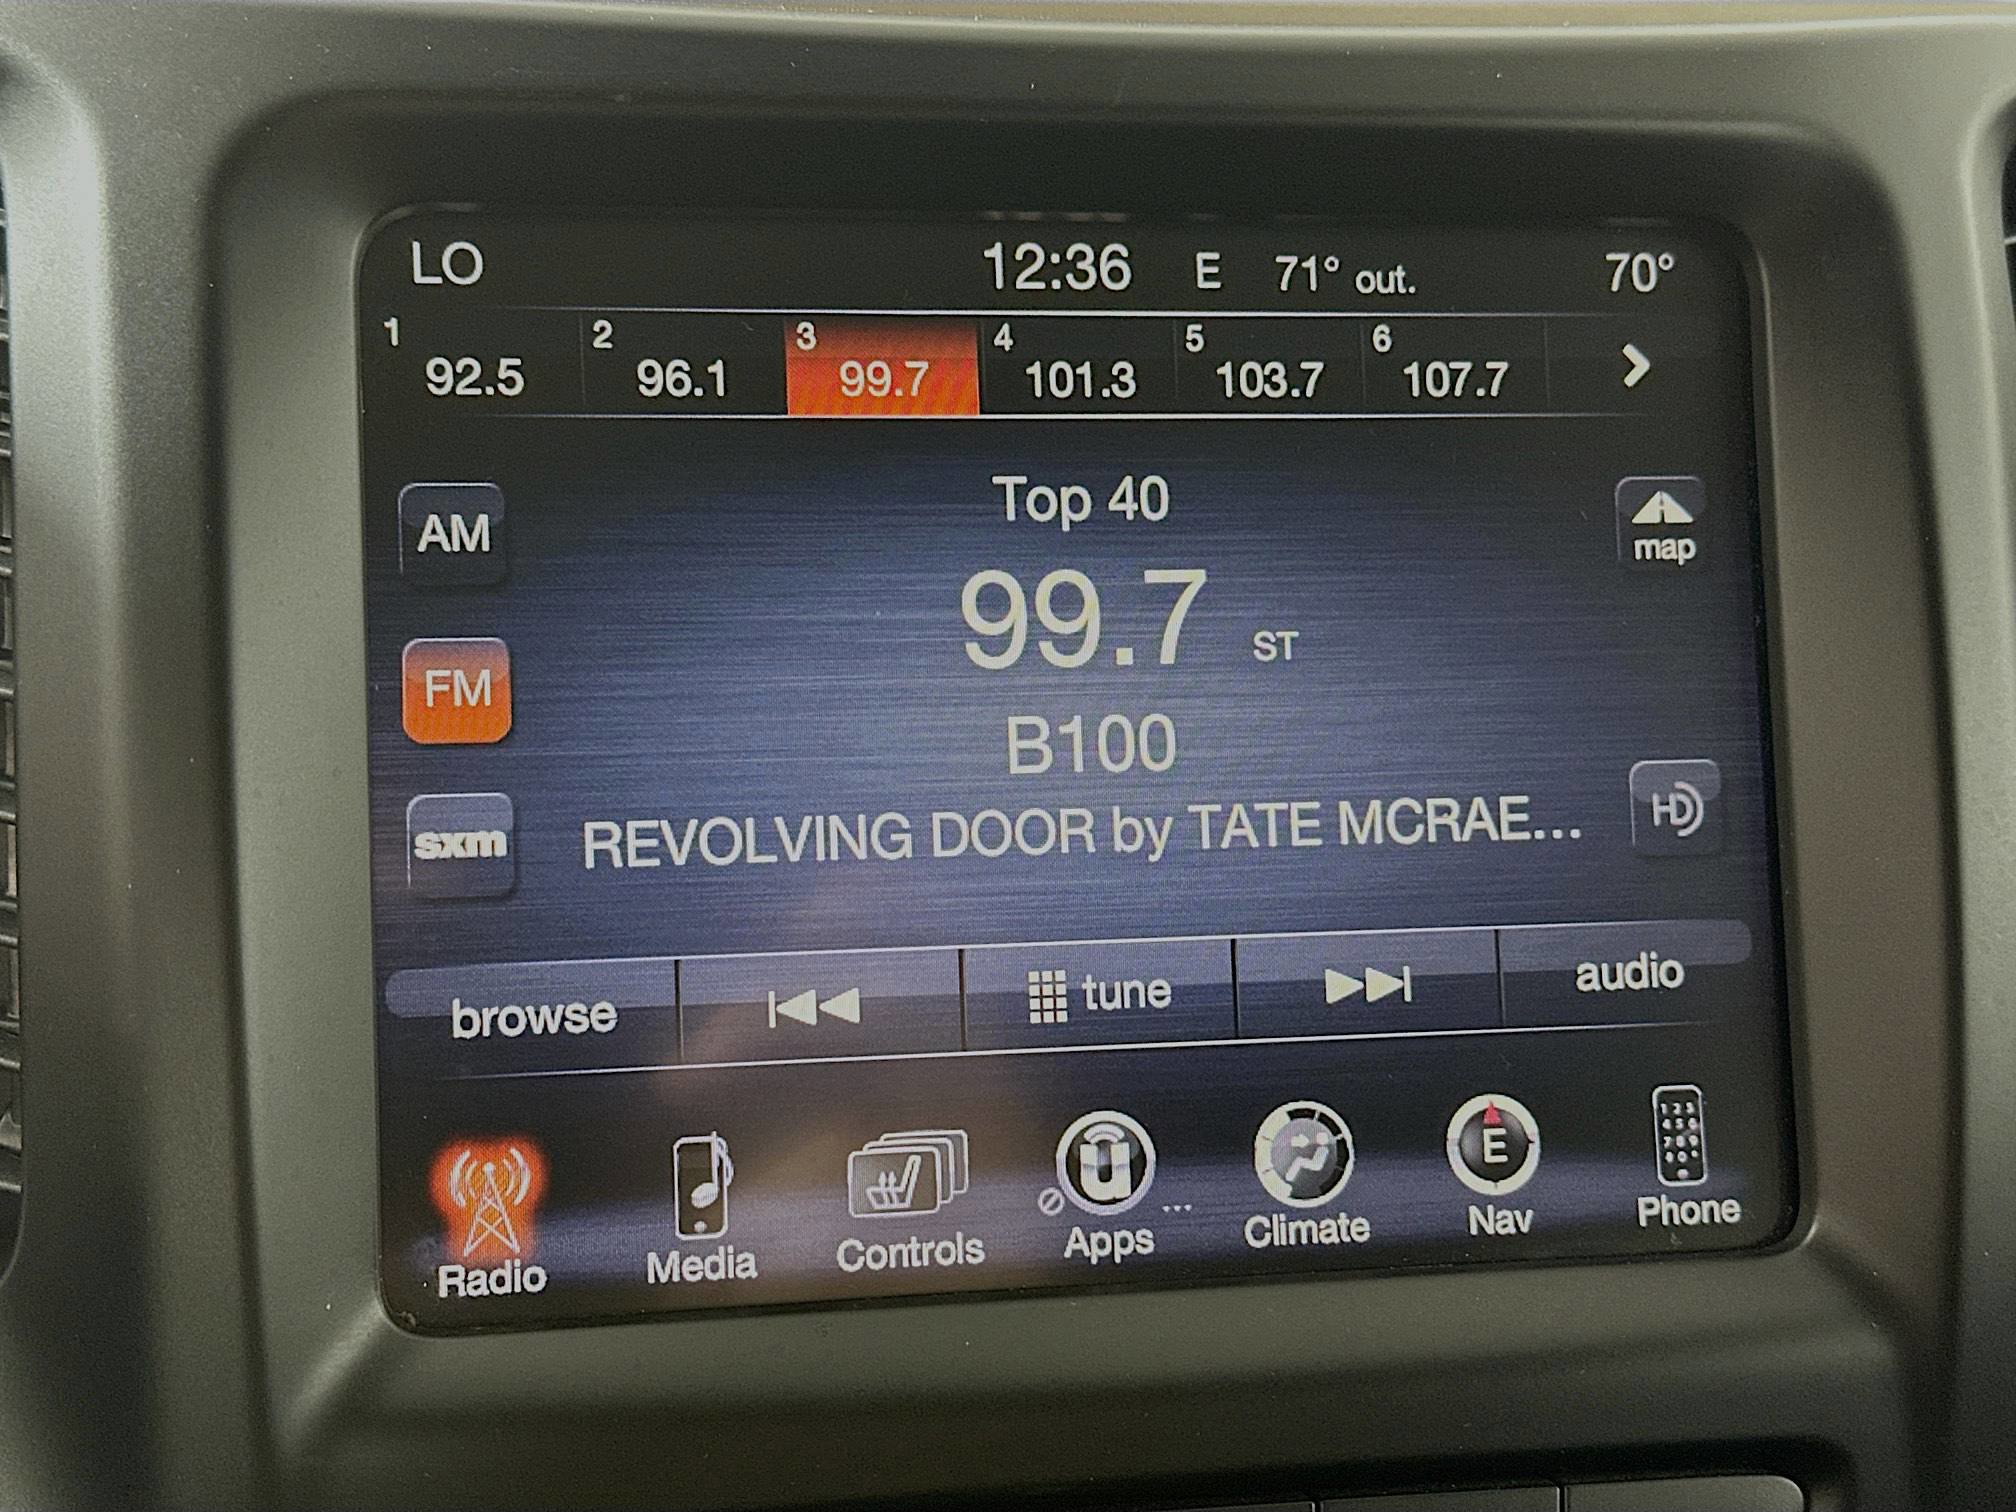 LO 12:36 E 71° out. 70°
1 92.5 2 96.1 3 99.7 4 101.3 5 103.7 6 107.7
Top 40
AM
map
99.7 ST
FM
B100
HD
REVOLVING DOOR by TATE MCRAE...
sxm
browse tune audio
E
u
...
Radio Media Controls Apps Climate Nav Phone